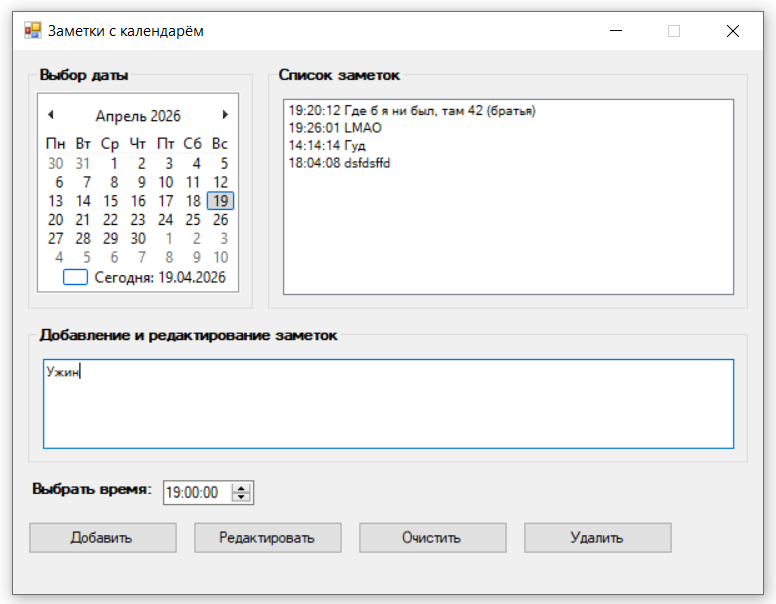 Заметки с календарём
Выбор даты
Апрель 2026
Пн Вт Ср Чт Пт Сб Вс
30 31 1 2 3 4 5
6 7 8 9 10 11 12
13 14 15 16 17 18 19
20 21 22 23 24 25 26
27 28 29 30 1 2 3
4 5 6 7 8 9 10
Сегодня: 19.04.2026
Список заметок
19:20:12 Где б я ни был, там 42 (братья)
19:26:01 LMAO
14:14:14 Гуд
18:04:08 dsfdsffd
Добавление и редактирование заметок
Ужин
Выбрать время: 19:00:00
Добавить Редактировать Очистить Удалить